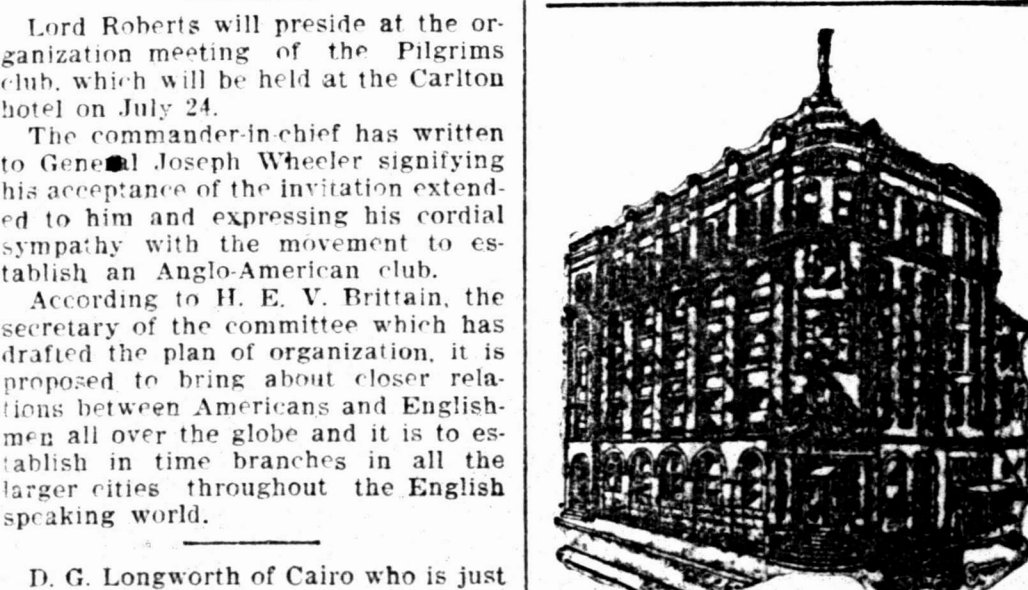 Lord Roberts will preside at the or-
ganization meeting of the Pilgrims
club, which will be held at the Carlton
hotel on July 24.
The commander-in-chief has written
to General Joseph Wheeler signifying
his acceptance of the invitation extend-
ed to him and expressing his cordial
sympathy with the movement to es-
tablish an Anglo-American club.
According to H. E. V. Brittain, the
secretary of the committee which has
drafted the plan of organization, it is
proposed to bring about closer rela-
tions between Americans and English-
men all over the globe and it is to es-
tablish in time branches in all the
larger cities throughout the English
speaking world.
D. G. Longworth of Cairo who is just